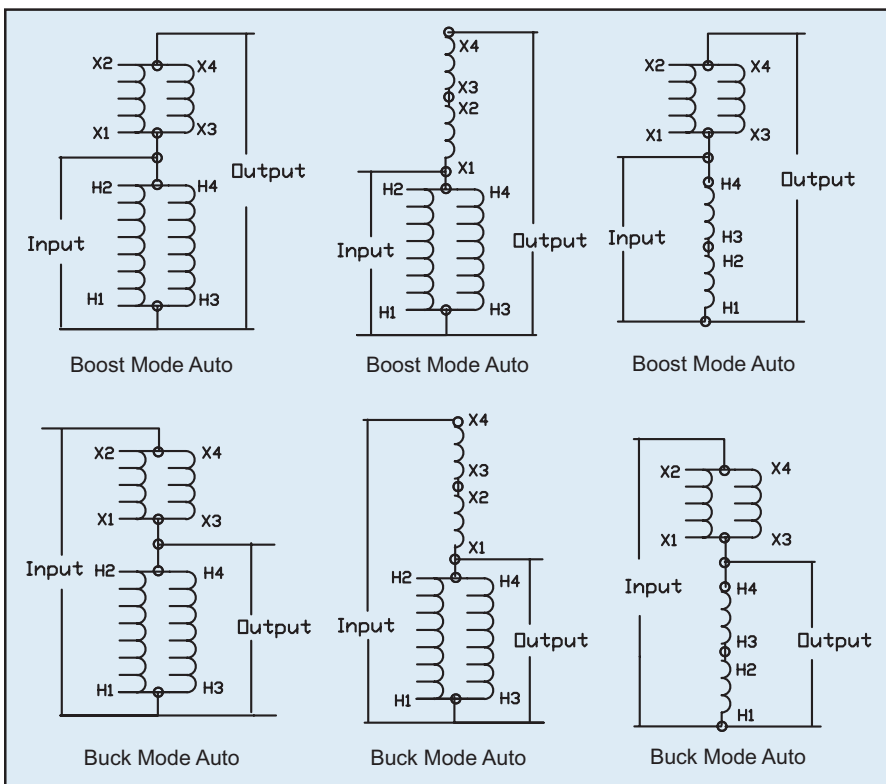 X2 X4
X1 X3
H2 H4
Input
Output
H1 H3
Boost Mode Auto
X4
X3
X2
X1
H2 H4
Input
Output
H1 H3
Boost Mode Auto
X2 X4
X1 X3
H4
Input
Output
H3
H2
H1
Boost Mode Auto
X2 X4
X1 X3
Input
H2 H4
Output
H1 H3
Buck Mode Auto
X4
X3
X2
X1
H2 H4
Input
Output
H1 H3
Buck Mode Auto
X2 X4
X1 X3
Input
H4
Output
H3
H2
H1
Buck Mode Auto